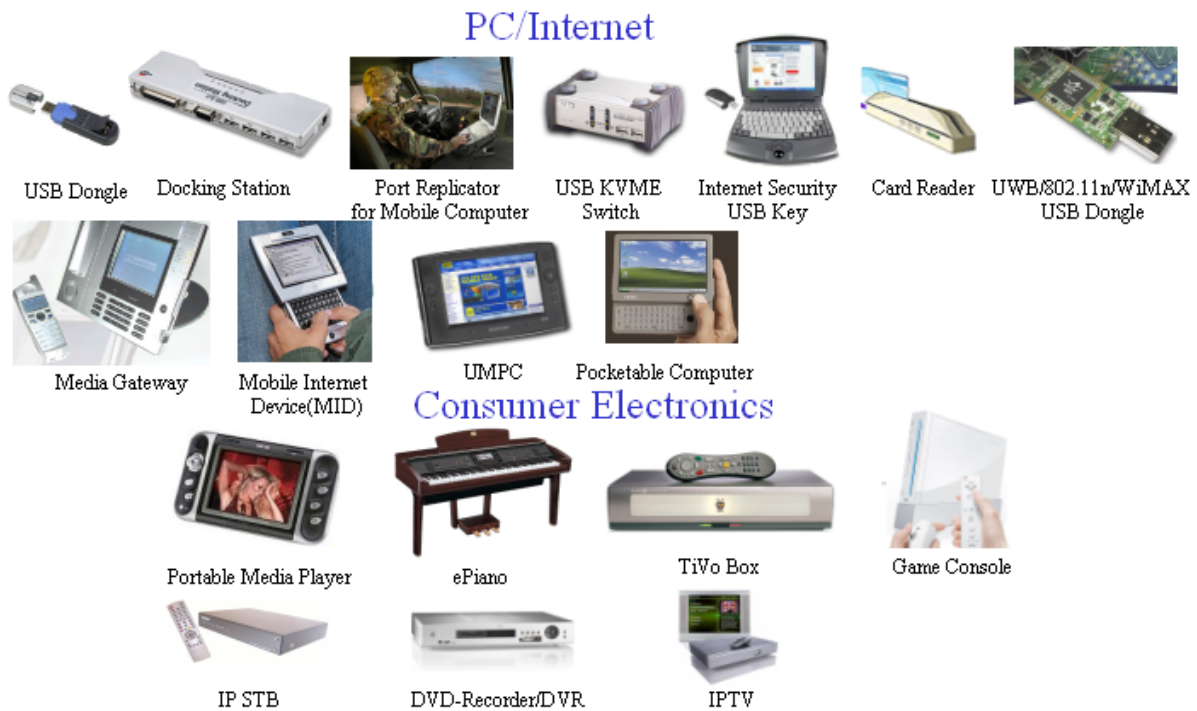 PC/Internet
Docking Station
USB Dongle
Docking Station
Port Replicator
for Mobile Computer
USB KVME
Switch
Internet Security
USB Key
Card Reader
UWB/802.11n/WiMAX
USB Dongle
Media Gateway
Mobile Internet
Device(MID)
UMPC
Pocketable Computer
Consumer Electronics
Portable Media Player
ePiano
TiVo Box
Game Console
IP STB
DVD-Recorder/DVR
IPTV